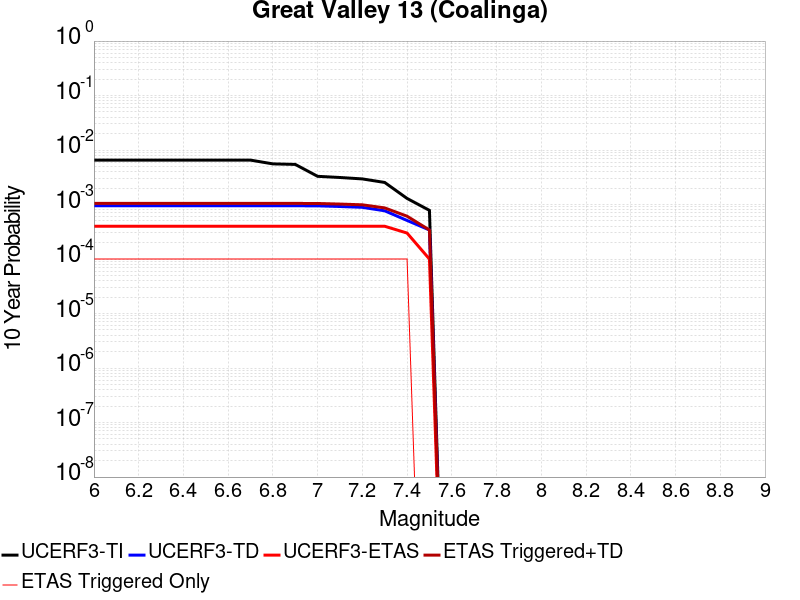 Great Valley 13 (Coalinga)
10 Year Probability
10^0
10^-1
10^-2
10^-3
10^-4
10^-5
10^-6
10^-7
10^-8
6 6.2 6.4 6.6 6.8 7 7.2 7.4 7.6 7.8 8 8.2 8.4 8.6 8.8 9
Magnitude
UCERF3-TI UCERF3-TD UCERF3-ETAS ETAS Triggered+TD
ETAS Triggered Only